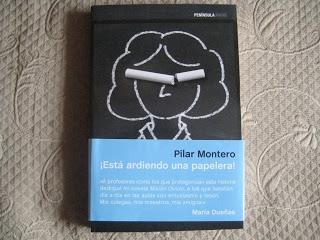 PENÍNSULA
Pilar Montero
¡Está ardiendo una papelera!
«A profesores como los que protagonizan esta historia
dediqué mi novela Misión Olvido, a los que batallan
día a día en las aulas con entusiasmo y tesón.
Mis colegas, mis maestros, mis amigos.»
María Dueñas